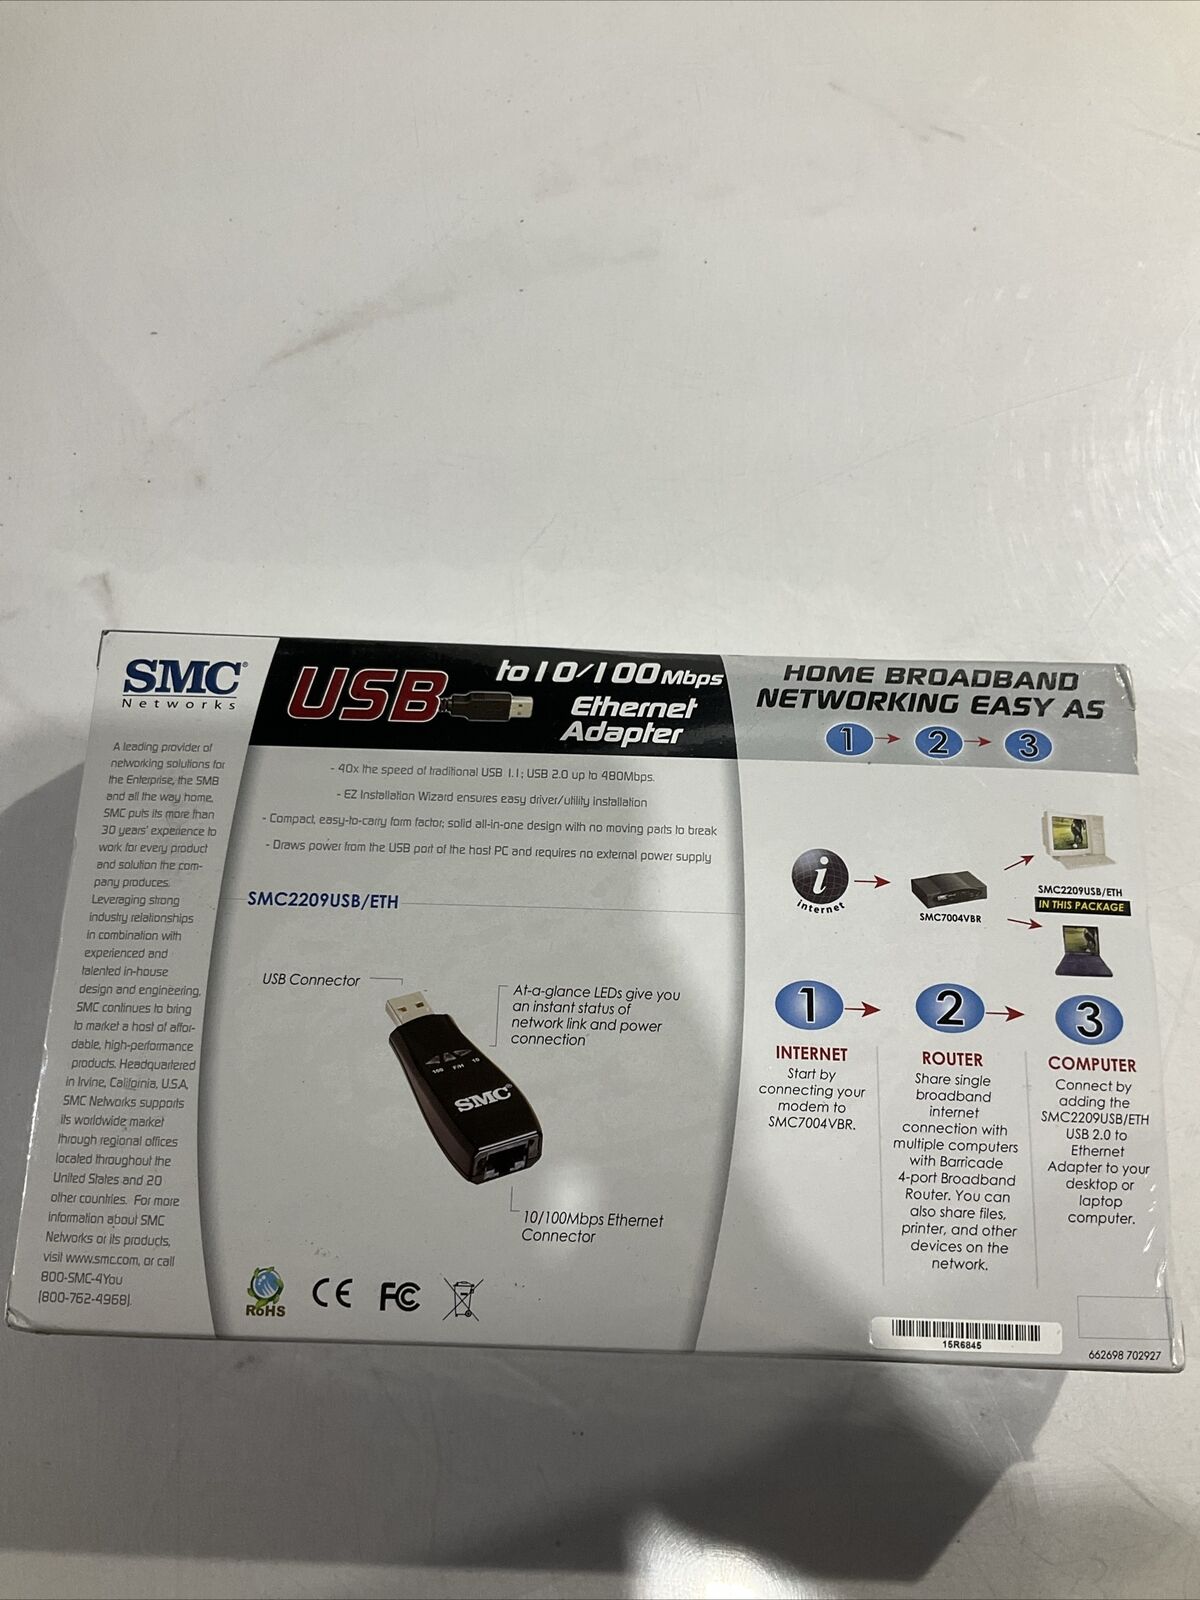 SMC®
Networks
A leading provider of
networking solutions for
the Enterprise, the SMB
and all the way home,
SMC puts its more than
30 years' experience to
work for every product
and solution the com-
pany produces.
Leveraging strong
industry relationships
in combination with
experienced and
talented in-house
design and engineering,
SMC continues to bring
to market a host of affor-
dable, high-performance
products. Headquartered
in Irvine, California, U.S.A,
SMC Networks supports
its worldwide market
through regional offices
located throughout the
United States and 20
other countries. For more
information about SMC
Networks or its products,
visit www.smc.com, or call
800-SMC-4You
(800-762-4968).
USB to 10/100 Mbps
Ethernet
Adapter
- 40x the speed of traditional USB 1.1; USB 2.0 up to 480Mbps.
- EZ Installation Wizard ensures easy driver/utility installation
- Compact, easy-to-carry form factor; solid all-in-one design with no moving parts to break
- Draws power from the USB port of the host PC and requires no external power supply
SMC2209USB/ETH
USB Connector
At-a-glance LEDs give you
an instant status of
network link and power
connection
100 F/H 10
SMC®
10/100Mbps Ethernet
Connector
RoHS
CE FC
HOME BROADBAND
NETWORKING EASY AS
1 2 3
i
internet
SMC7004VBR
SMC2209USB/ETH
IN THIS PACKAGE
1
INTERNET
Start by
connecting your
modem to
SMC7004VBR.
2
ROUTER
Share single
broadband
internet
connection with
multiple computers
with Barricade
4-port Broadband
Router. You can
also share files,
printer, and other
devices on the
network.
3
COMPUTER
Connect by
adding the
SMC2209USB/ETH
USB 2.0 to
Ethernet
Adapter to your
desktop or
laptop
computer.
15R6845
662698 702927